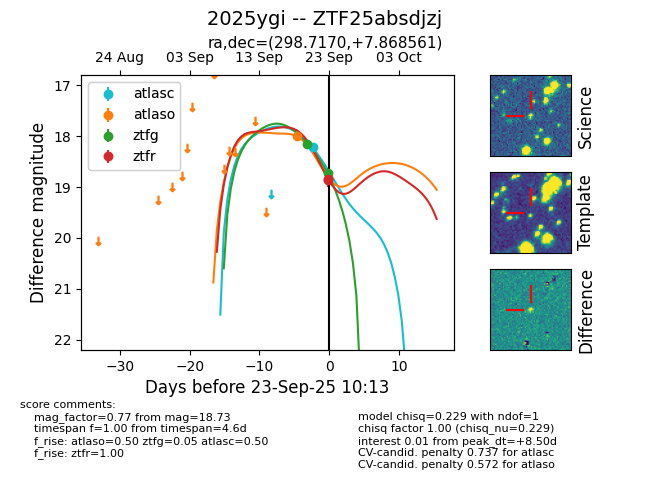 2025ygi -- ZTF25absdjzj
ra,dec=(298.7170,+7.868561)
24 Aug 03 Sep 13 Sep 23 Sep 03 Oct
atlasc
atlaso
ztfg
ztfr
17
18
19
20
21
22
Difference magnitude
−30 −20 −10 0 10
Days before 23-Sep-25 10:13
Science
Template
Difference
score comments:
mag_factor=0.77 from mag=18.73
timespan f=1.00 from timespan=4.6d
f_rise: atlaso=0.50 ztfg=0.05 atlasc=0.50
f_rise: ztfr=1.00
model chisq=0.229 with ndof=1
chisq factor 1.00 (chisq_nu=0.229)
interest 0.01 from peak_dt=+8.50d
CV-candid. penalty 0.737 for atlasc
CV-candid. penalty 0.572 for atlaso